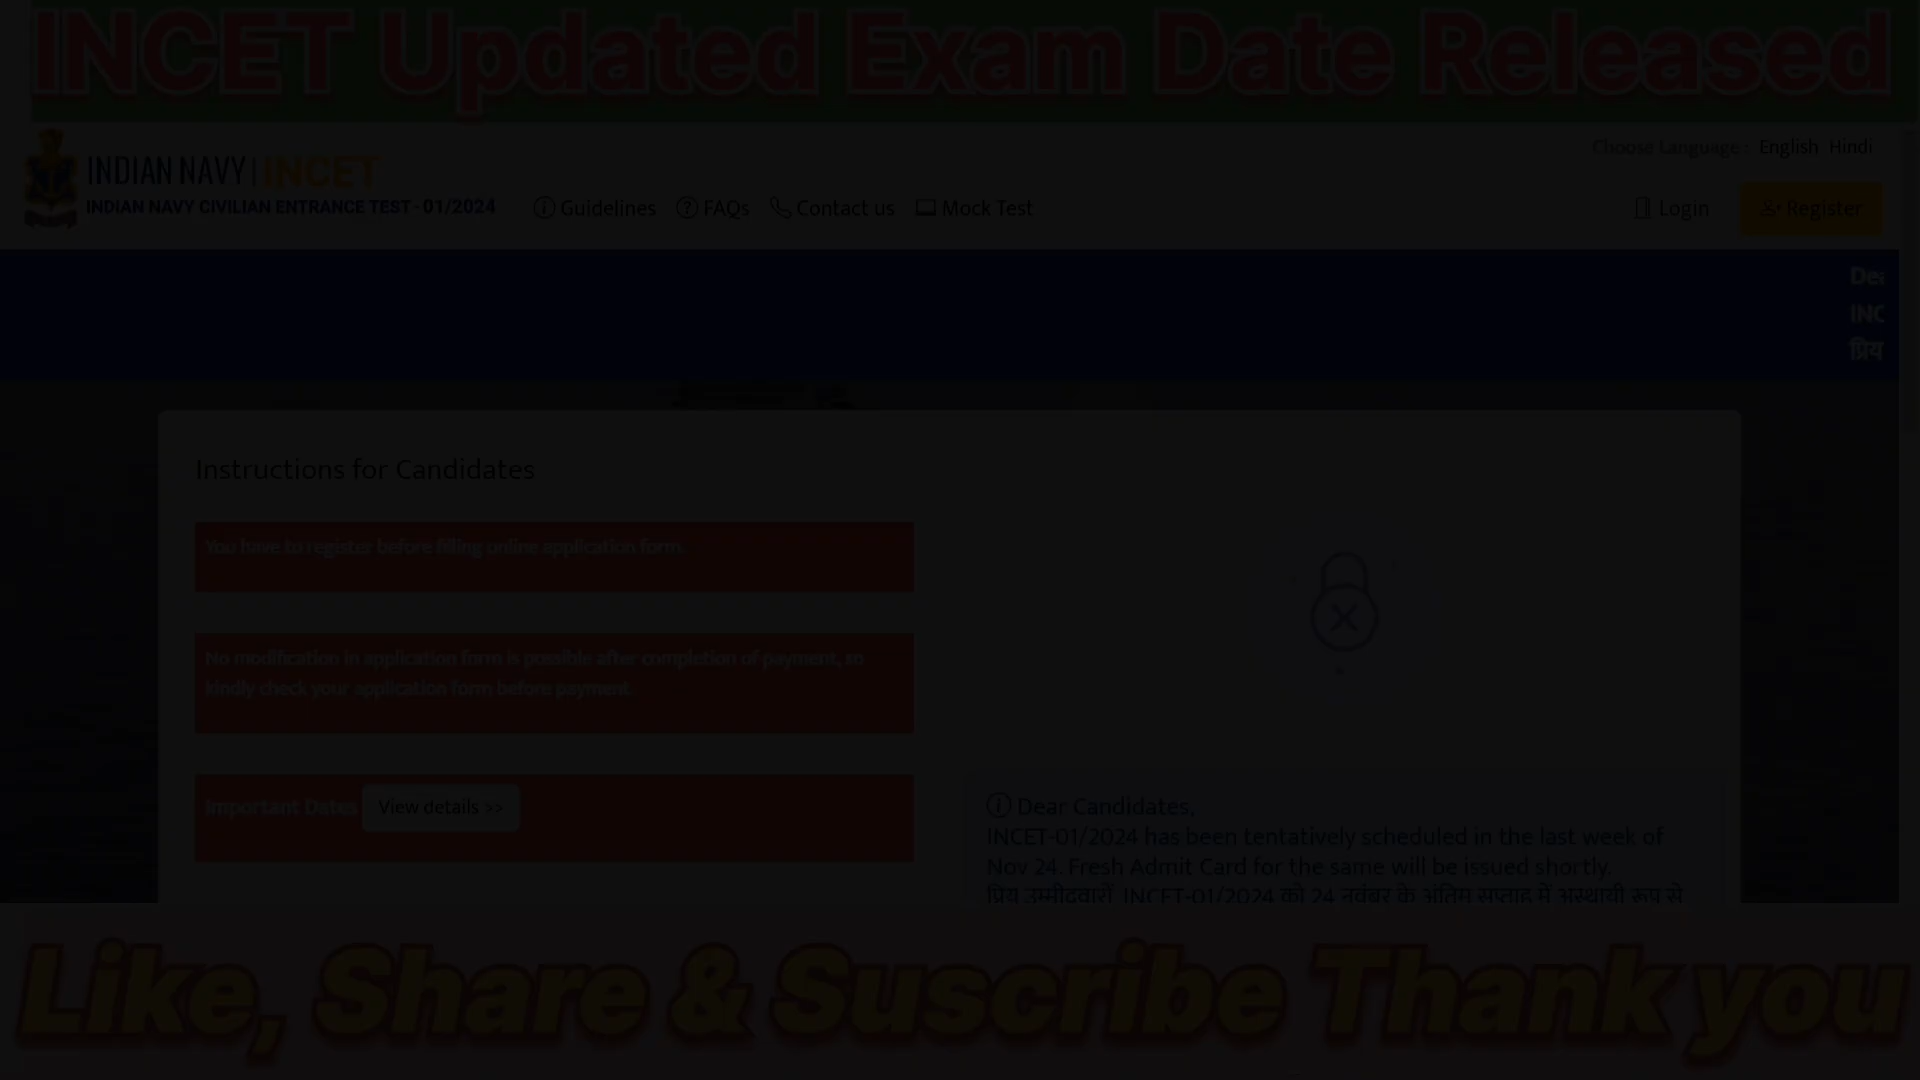 INCET Updated Exam Date Released
Choose Language : English Hindi
INDIAN NAVY | INCET
INDIAN NAVY CIVILIAN ENTRANCE TEST - 01/2024
Guidelines FAQs Contact us Mock Test
Login Register
Dea
INC
प्रिय
Instructions for Candidates
You have to register before filling online application form.
No modification in application form is possible after completion of payment, so
kindly check your application form before payment.
Important Dates View details >>
Dear Candidates,
INCET-01/2024 has been tentatively scheduled in the last week of
Nov 24. Fresh Admit Card for the same will be issued shortly.
प्रिय उम्मीदवारों, INCET-01/2024 को 24 नवंबर के अंतिम सप्ताह में अस्थायी रूप से
Like, Share & Suscribe Thank you